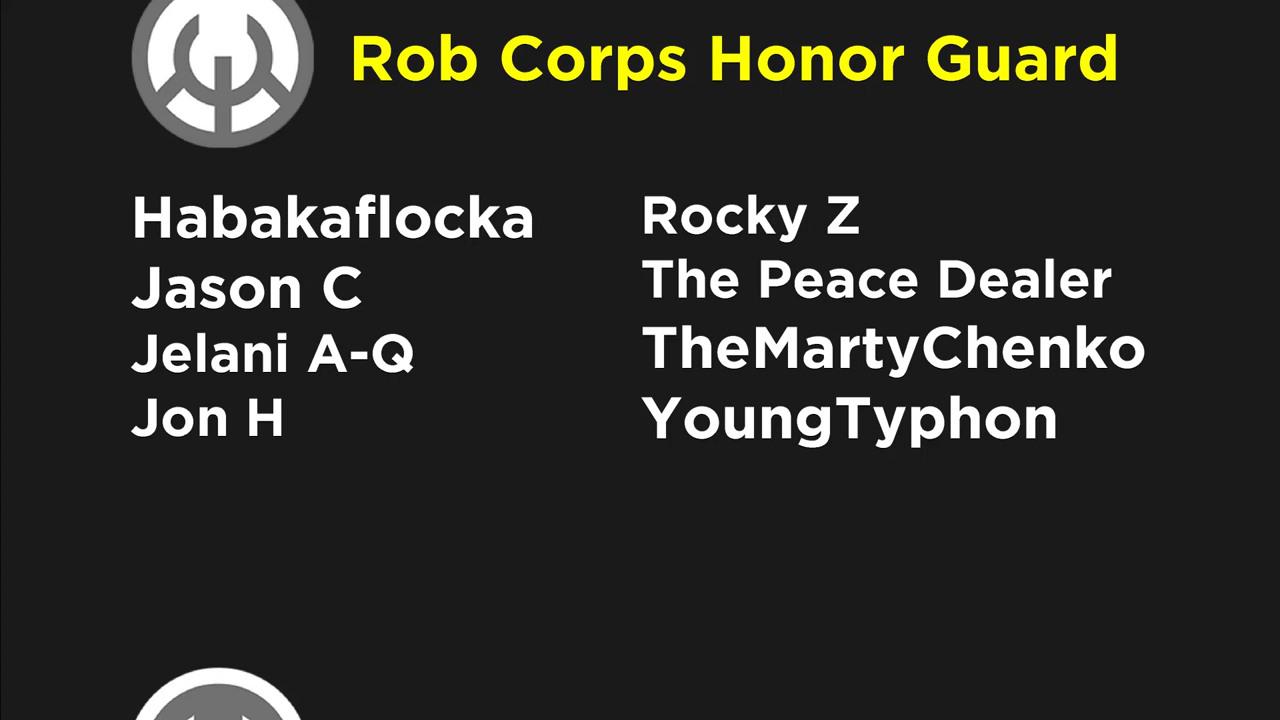 Rob Corps Honor Guard
Habakaflocka
Jason C
Jelani A-Q
Jon H
Rocky Z
The Peace Dealer
TheMartyChenko
YoungTyphon